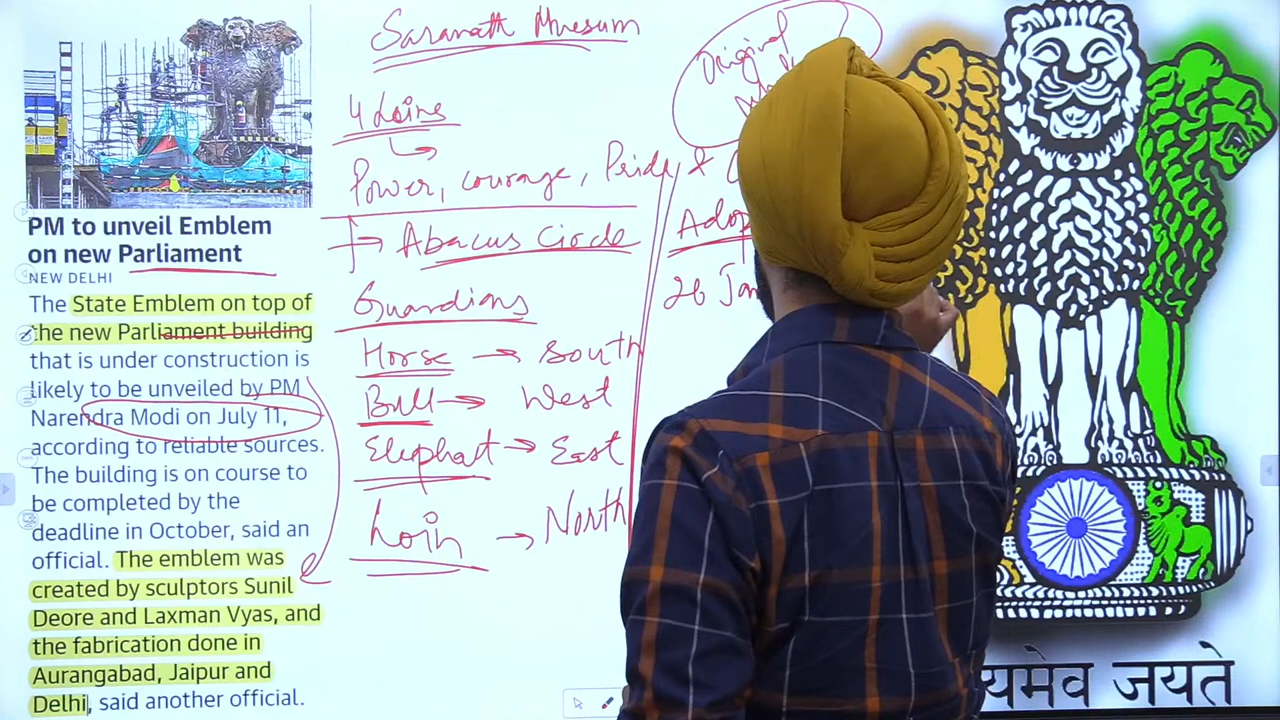 PM to unveil Emblem
on new Parliament
NEW DELHI
The State Emblem on top of
the new Parliament building
that is under construction is
likely to be unveiled by PM
Narendra Modi on July 11,
according to reliable sources.
The building is on course to
be completed by the
deadline in October, said an
official. The emblem was
created by sculptors Sunil
Deore and Laxman Vyas, and
the fabrication done in
Aurangabad, Jaipur and
Delhi, said another official.
Saranath Muesum
4 Loins
Power, courage, Pride &
Abacus Circle
Guardians
Horse → South
Bull → West
Elephat → East
Loin → North
Original
Adop
26 Jan
यमेव जयते